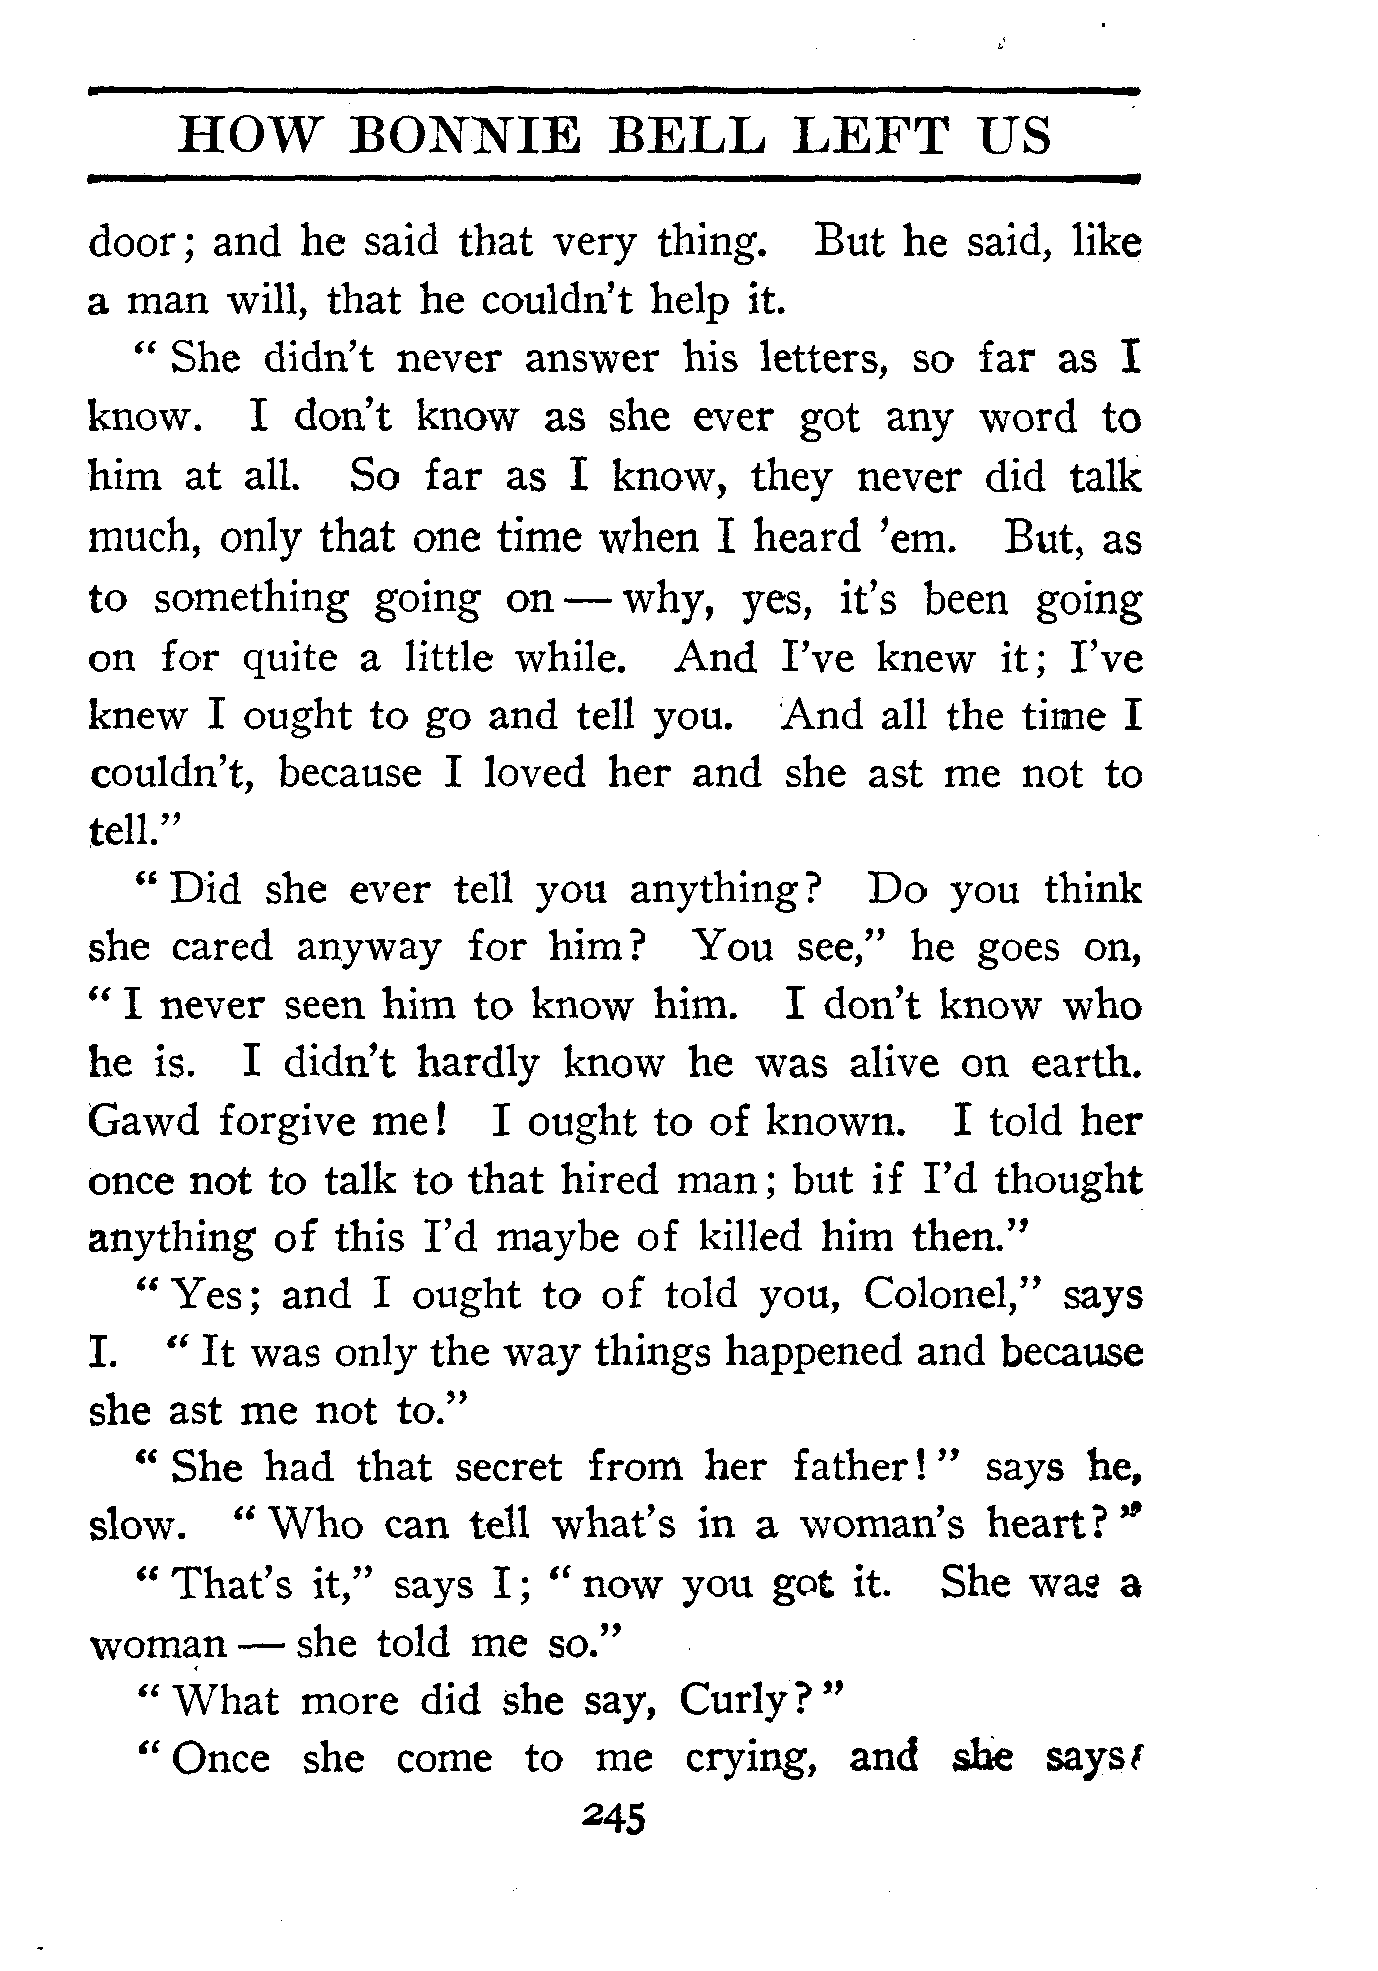 HOW BONNIE BELL LEFT US
door; and he said that very thing. But he said, like
a man will, that he couldn't help it.
" She didn't never answer his letters, so far as I
know. I don't know as she ever got any word to
him at all. So far as I know, they never did talk
much, only that one time when I heard 'em. But, as
to something going on — why, yes, it's been going
on for quite a little while. And I've knew it; I've
knew I ought to go and tell you. And all the time I
couldn't, because I loved her and she ast me not to
tell."
" Did she ever tell you anything? Do you think
she cared anyway for him? You see," he goes on,
" I never seen him to know him. I don't know who
he is. I didn't hardly know he was alive on earth.
Gawd forgive me! I ought to of known. I told her
once not to talk to that hired man; but if I'd thought
anything of this I'd maybe of killed him then."
" Yes; and I ought to of told you, Colonel," says
I. " It was only the way things happened and because
she ast me not to."
" She had that secret from her father! " says he,
slow. " Who can tell what's in a woman's heart? "
" That's it," says I; " now you got it. She was a
woman — she told me so."
" What more did she say, Curly? "
" Once she come to me crying, and she says:
245